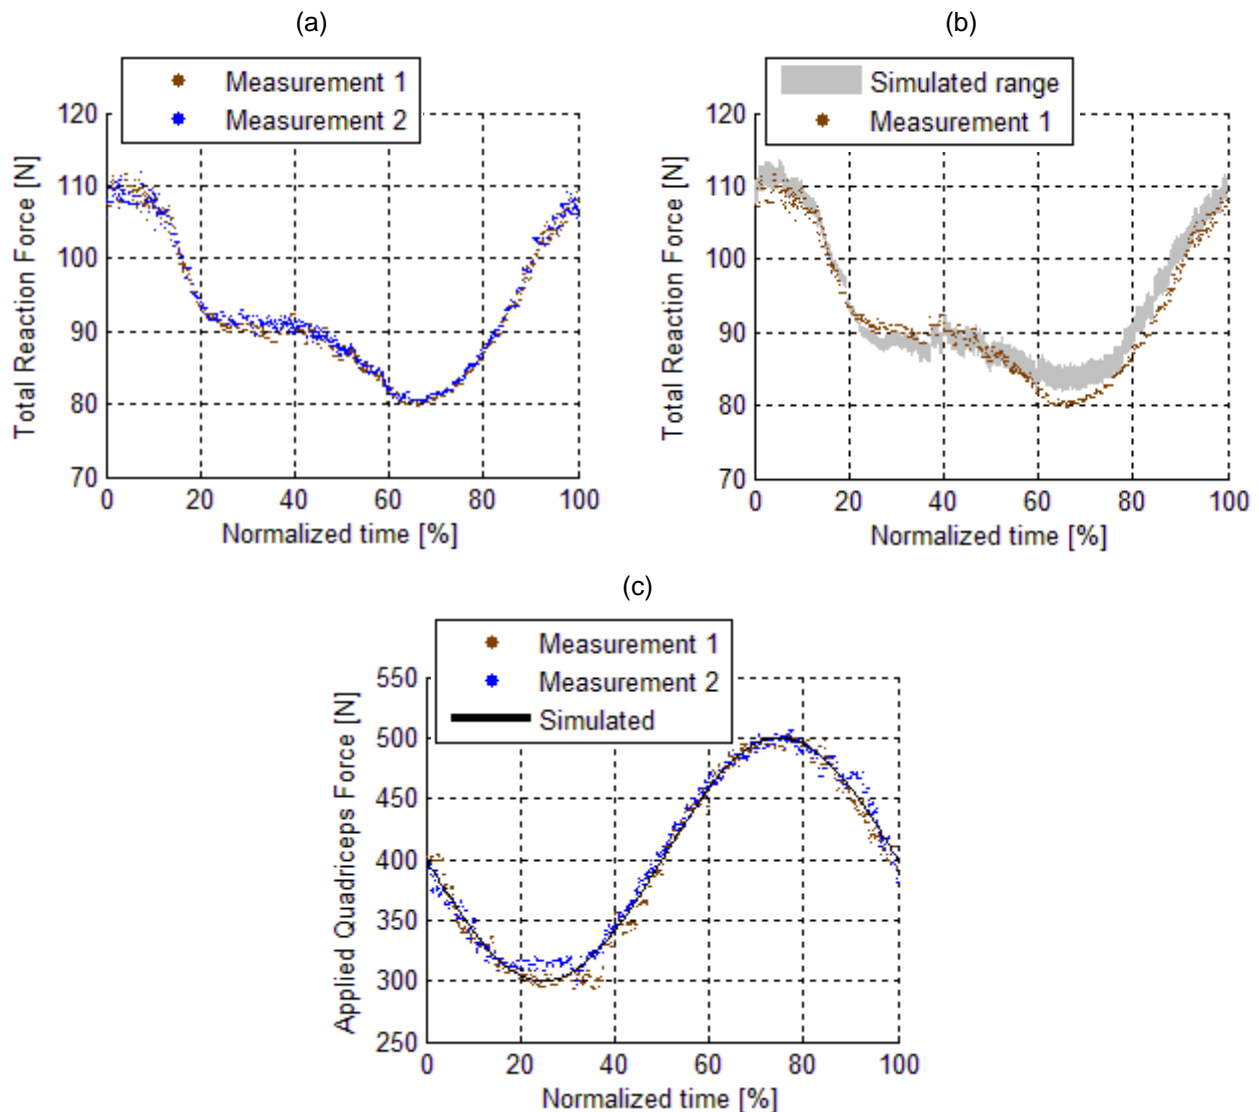 (a)
(b)
Measurement 1
Measurement 2
Simulated range
Measurement 1
120
110
100
90
80
70
Total Reaction Force [N]
0 20 40 60 80 100
Normalized time [%]
120
110
100
90
80
70
Total Reaction Force [N]
0 20 40 60 80 100
Normalized time [%]
(c)
Measurement 1
Measurement 2
Simulated
550
500
450
400
350
300
250
Applied Quadriceps Force [N]
0 20 40 60 80 100
Normalized time [%]